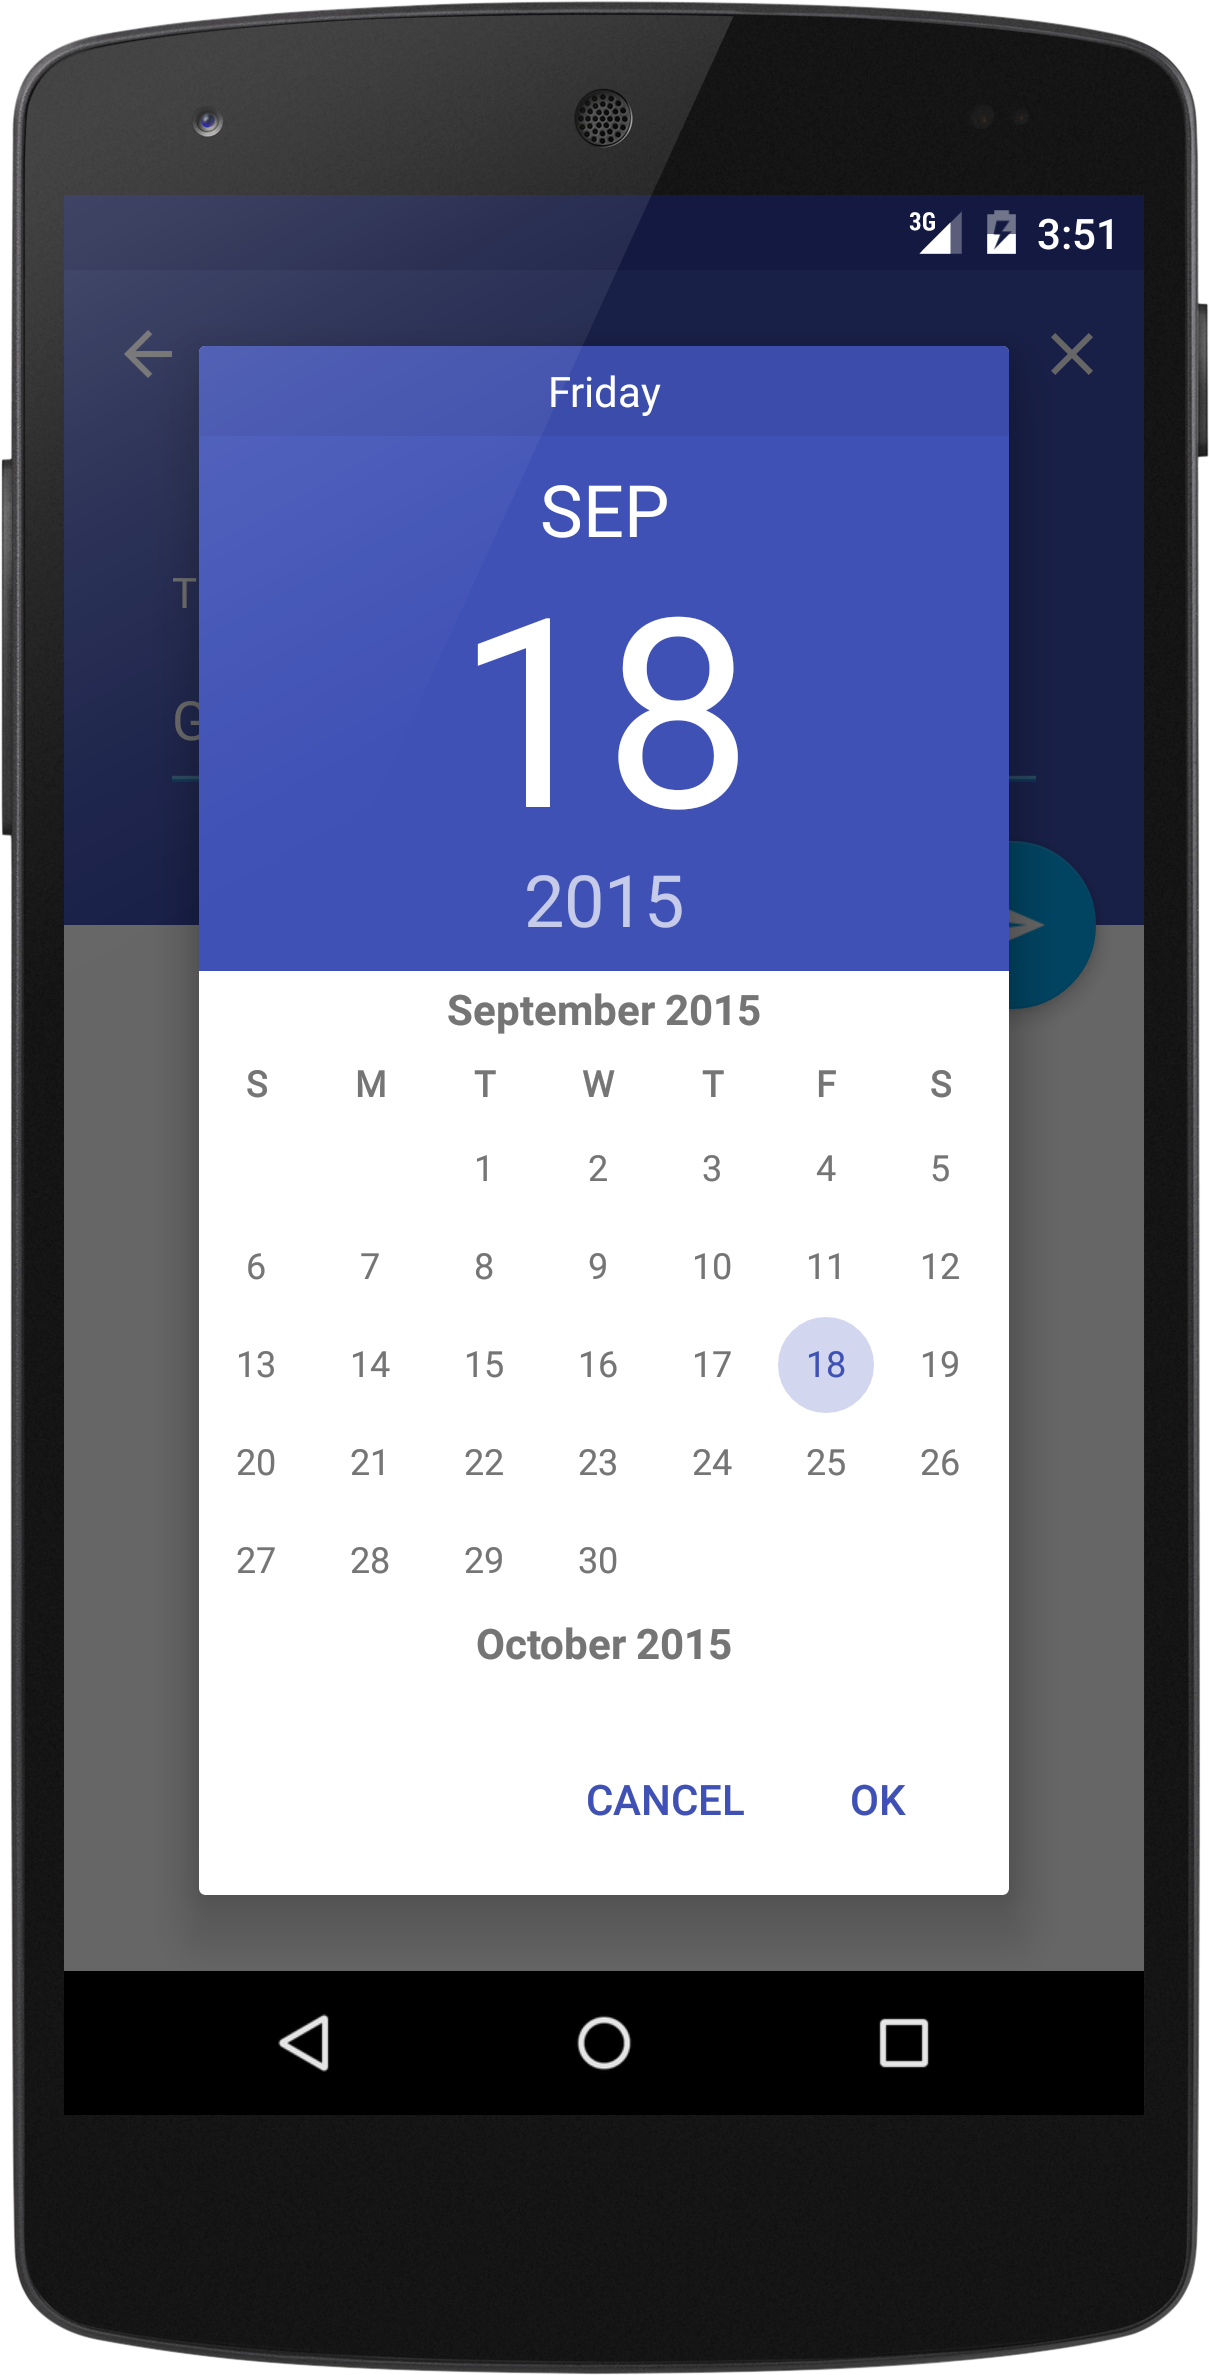 3G 3:51
Friday
SEP
T
18
G
2015
September 2015
S M T W T F S
1 2 3 4 5
6 7 8 9 10 11 12
13 14 15 16 17 18 19
20 21 22 23 24 25 26
27 28 29 30
October 2015
CANCEL OK